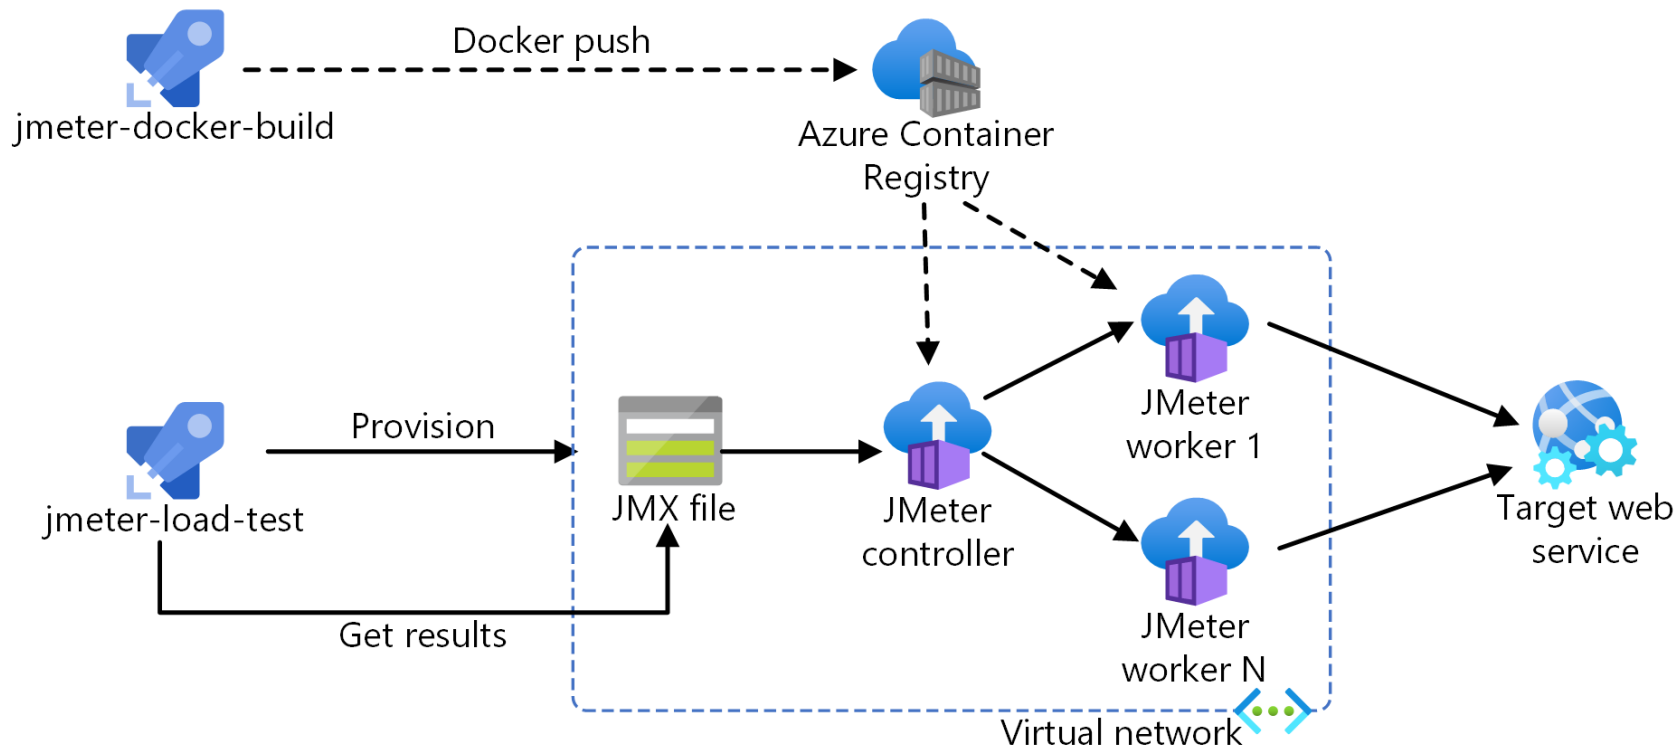 Docker push
jmeter-docker-build
Azure Container
Registry
Provision
jmeter-load-test
Get results
JMX file
JMeter
controller
JMeter
worker 1
JMeter
worker N
Target web
service
Virtual network